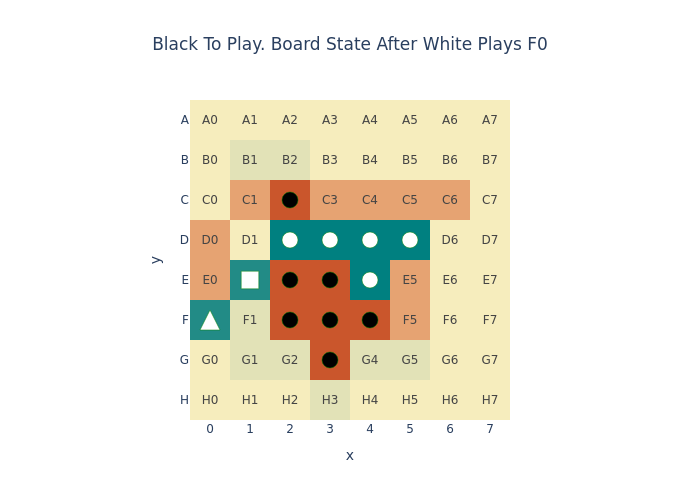 Black To Play. Board State After White Plays F0
A A0 A1 A2 A3 A4 A5 A6 A7
B B0 B1 B2 B3 B4 B5 B6 B7
C C0 C1 C3 C4 C5 C6 C7
D D0 D1 D6 D7
y
E E0 E5 E6 E7
F F1 F5 F6 F7
G G0 G1 G2 G4 G5 G6 G7
H H0 H1 H2 H3 H4 H5 H6 H7
0 1 2 3 4 5 6 7
x